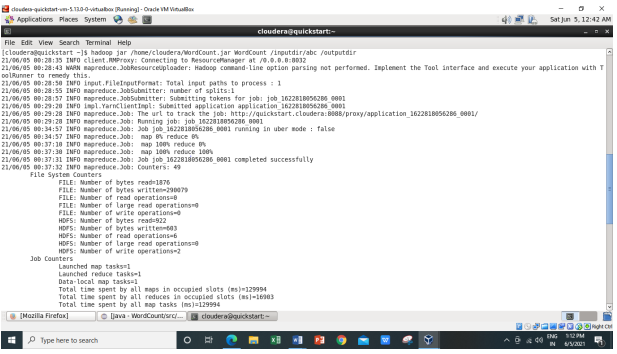 cloudera-quickstart-vm-5.13.0-0-virtualbox [Running] - Oracle VM VirtualBox
Applications Places System Sat Jun 5, 12:42 AM
cloudera@quickstart:~
File Edit View Search Terminal Help
[cloudera@quickstart ~]$ hadoop jar /home/cloudera/WordCount.jar WordCount /inputdir/abc /outputdir
21/06/05 00:28:35 INFO client.RMProxy: Connecting to ResourceManager at /0.0.0.0:8032
21/06/05 00:28:43 WARN mapreduce.JobResourceUploader: Hadoop command-line option parsing not performed. Implement the Tool interface and execute your application with T
oolRunner to remedy this.
21/06/05 00:28:50 INFO input.FileInputFormat: Total input paths to process : 1
21/06/05 00:28:55 INFO mapreduce.JobSubmitter: number of splits:1
21/06/05 00:28:57 INFO mapreduce.JobSubmitter: Submitting tokens for job: job_1622818056286_0001
21/06/05 00:29:20 INFO impl.YarnClientImpl: Submitted application application_1622818056286_0001
21/06/05 00:29:28 INFO mapreduce.Job: The url to track the job: http://quickstart.cloudera:8088/proxy/application_1622818056286_0001/
21/06/05 00:29:28 INFO mapreduce.Job: Running job: job_1622818056286_0001
21/06/05 00:34:57 INFO mapreduce.Job: Job job_1622818056286_0001 running in uber mode : false
21/06/05 00:34:57 INFO mapreduce.Job: map 0% reduce 0%
21/06/05 00:37:10 INFO mapreduce.Job: map 100% reduce 0%
21/06/05 00:37:30 INFO mapreduce.Job: map 100% reduce 100%
21/06/05 00:37:31 INFO mapreduce.Job: Job job_1622818056286_0001 completed successfully
21/06/05 00:37:32 INFO mapreduce.Job: Counters: 49
File System Counters
FILE: Number of bytes read=1876
FILE: Number of bytes written=290079
FILE: Number of read operations=0
FILE: Number of large read operations=0
FILE: Number of write operations=0
HDFS: Number of bytes read=922
HDFS: Number of bytes written=603
HDFS: Number of read operations=6
HDFS: Number of large read operations=0
HDFS: Number of write operations=2
Job Counters
Launched map tasks=1
Launched reduce tasks=1
Data-local map tasks=1
Total time spent by all maps in occupied slots (ms)=129994
Total time spent by all reduces in occupied slots (ms)=16903
Total time spent by all map tasks (ms)=129994
[Mozilla Firefox] [Java - WordCount/src/... cloudera@quickstart:~
Right Ctrl
Type here to search ENG 1:12 PM
IN 6/5/2021